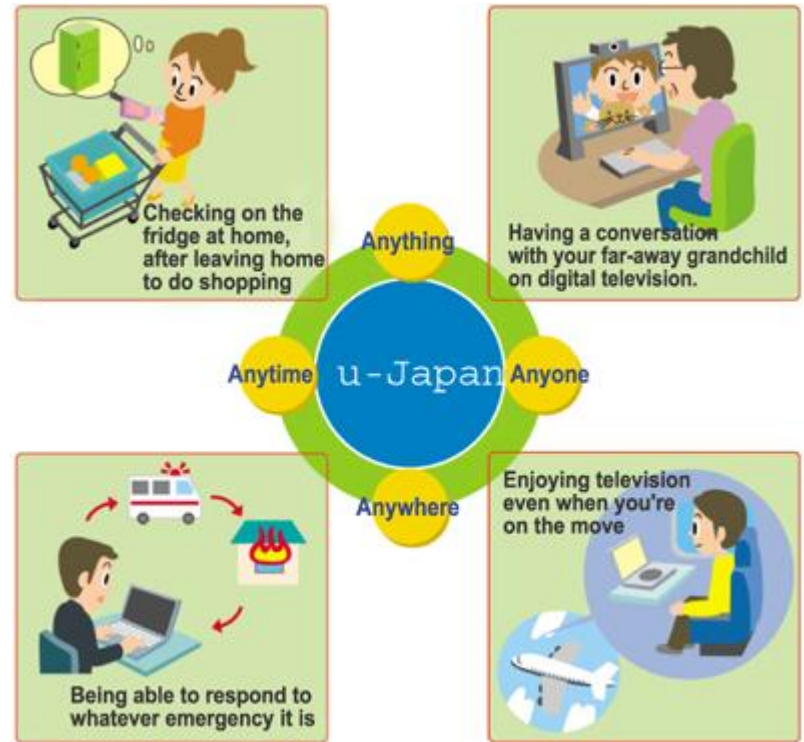 Checking on the
fridge at home,
after leaving home
to do shopping
Having a conversation
with your far-away grandchild
on digital television.
Anything
Anytime
u-Japan
Anyone
Anywhere
Being able to respond to
whatever emergency it is
Enjoying television
even when you're
on the move